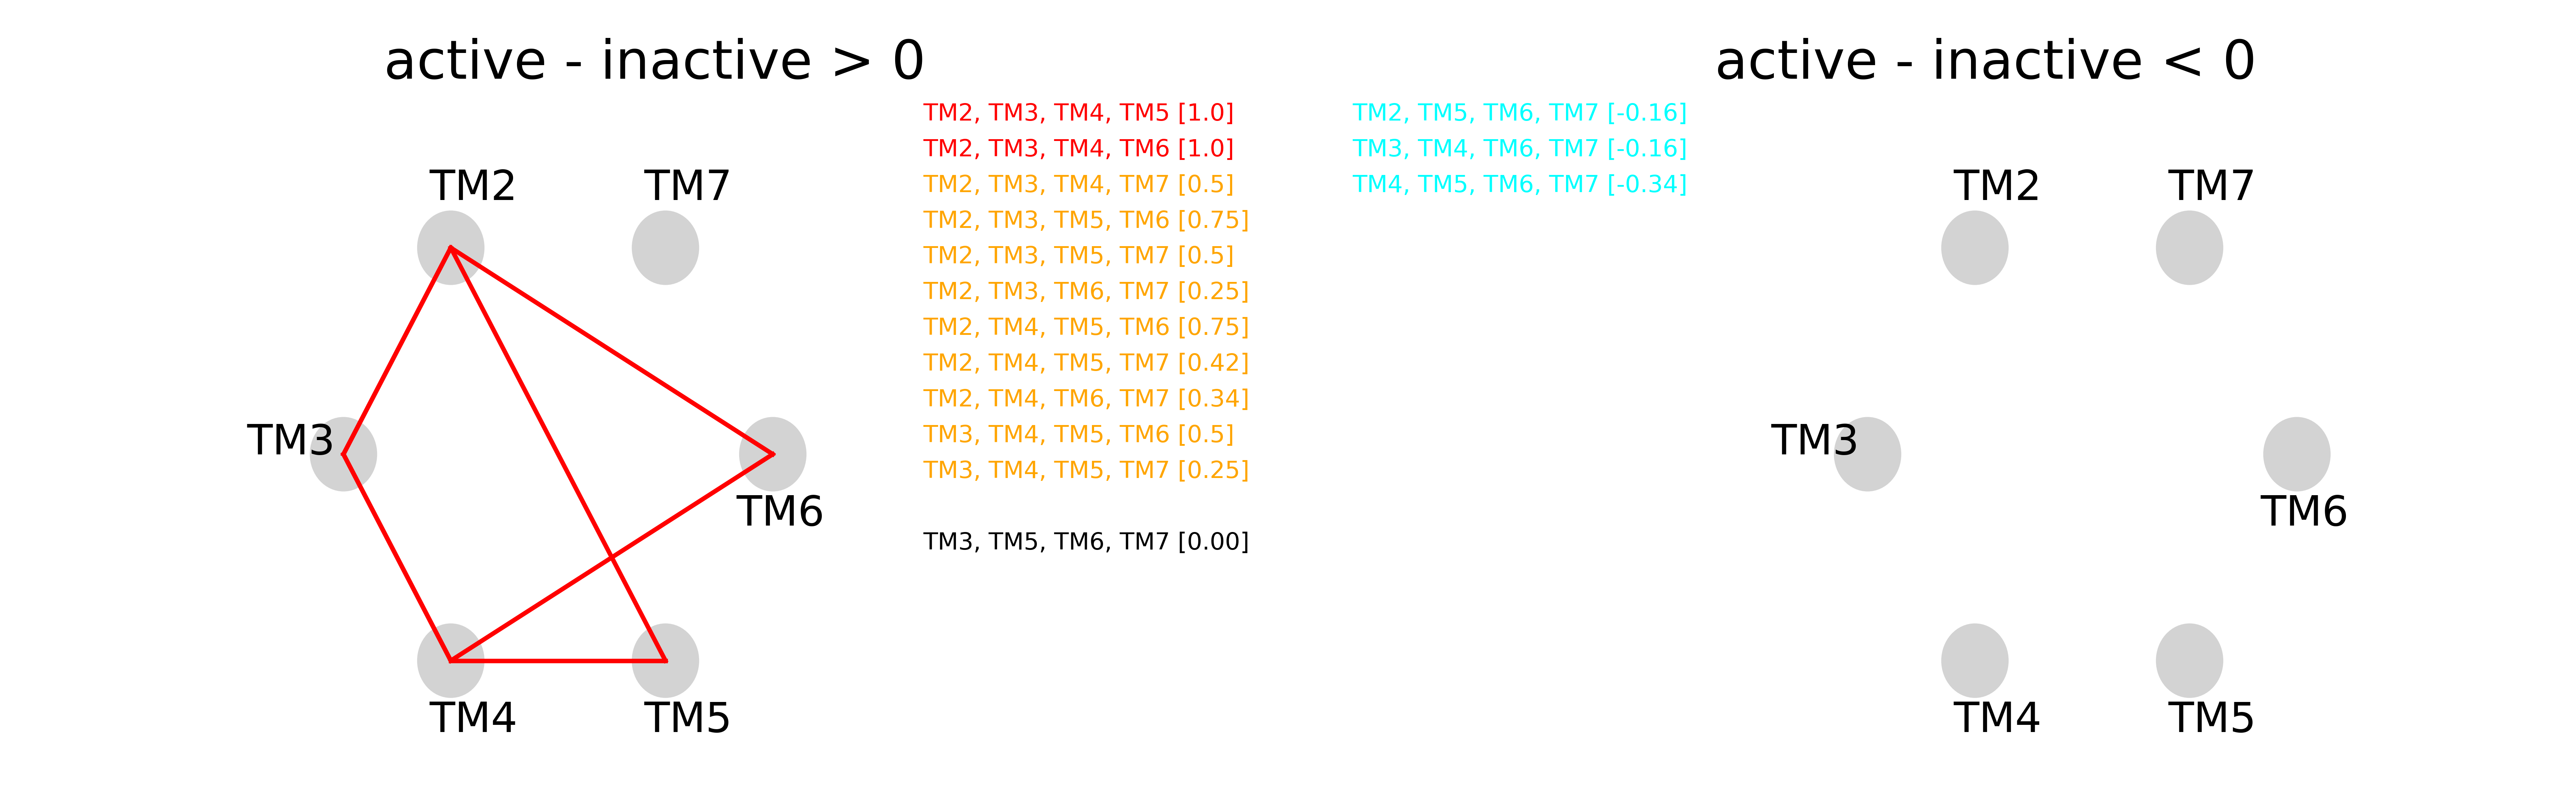 active - inactive > 0
TM2
TM7
TM3
TM6
TM4
TM5
TM2, TM3, TM4, TM5 [1.0]
TM2, TM3, TM4, TM6 [1.0]
TM2, TM3, TM4, TM7 [0.5]
TM2, TM3, TM5, TM6 [0.75]
TM2, TM3, TM5, TM7 [0.5]
TM2, TM3, TM6, TM7 [0.25]
TM2, TM4, TM5, TM6 [0.75]
TM2, TM4, TM5, TM7 [0.42]
TM2, TM4, TM6, TM7 [0.34]
TM3, TM4, TM5, TM6 [0.5]
TM3, TM4, TM5, TM7 [0.25]
TM3, TM5, TM6, TM7 [0.00]
TM2, TM5, TM6, TM7 [-0.16]
TM3, TM4, TM6, TM7 [-0.16]
TM4, TM5, TM6, TM7 [-0.34]
active - inactive < 0
TM2
TM7
TM3
TM6
TM4
TM5